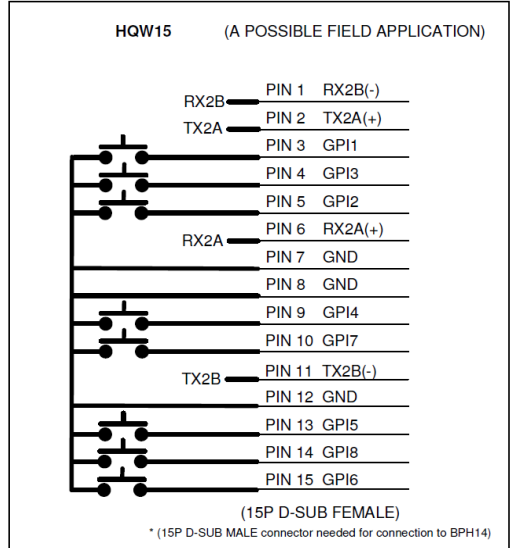 HQW15 (A POSSIBLE FIELD APPLICATION)
RX2B PIN 1 RX2B(-)
TX2A PIN 2 TX2A(+)
PIN 3 GPI1
PIN 4 GPI3
PIN 5 GPI2
RX2A PIN 6 RX2A(+)
PIN 7 GND
PIN 8 GND
PIN 9 GPI4
PIN 10 GPI7
TX2B PIN 11 TX2B(-)
PIN 12 GND
PIN 13 GPI5
PIN 14 GPI8
PIN 15 GPI6
(15P D-SUB FEMALE)
* (15P D-SUB MALE connector needed for connection to BPH14)